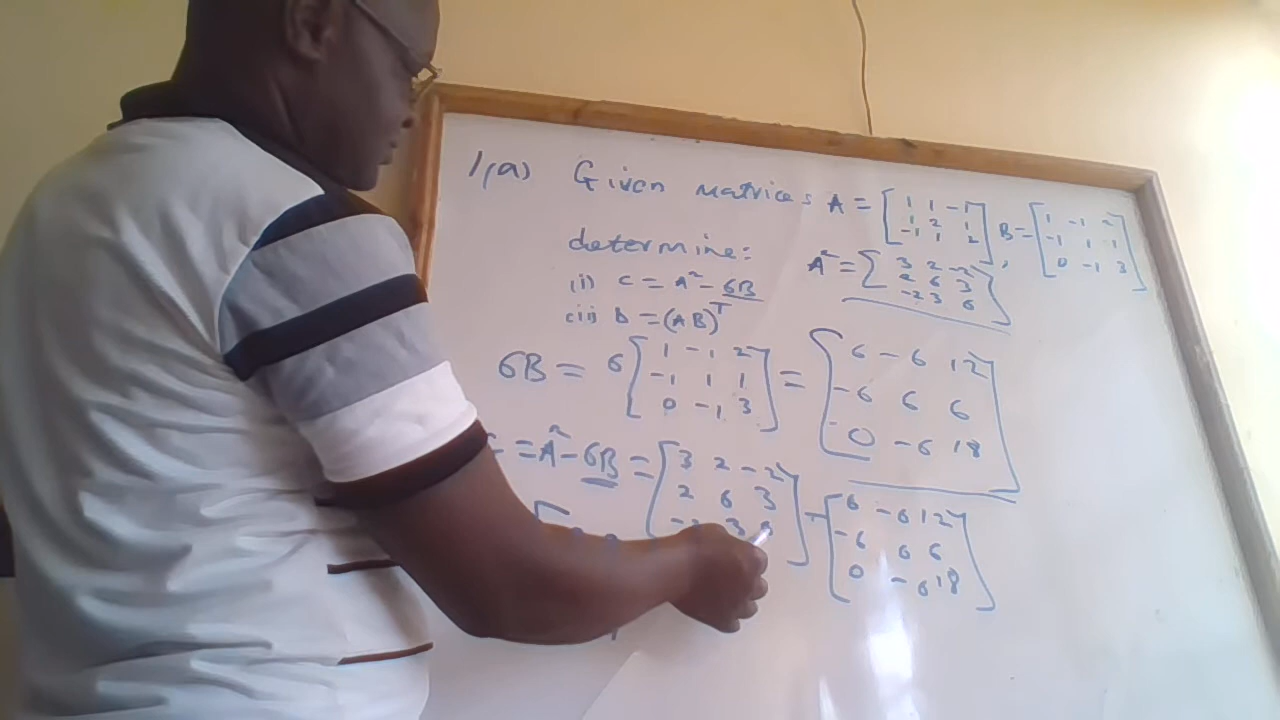 1(a) Given matrices A = [1 1 -1; 1 2 1; -1 1 2], B = [1 -1 2; -1 1 1; 0 -1 3]
determine:
A² = [3 2 -2; 2 6 3; -2 3 6]
(i) C = A² - 6B
(ii) D = (AB)ᵀ
6B = 6 [1 -1 2; -1 1 1; 0 -1 3] = [6 -6 12; -6 6 6; 0 -6 18]
= A² - 6B = [3 2 -2; 2 6 3; -2 3 6] - [6 -6 12; -6 6 6; 0 -6 18]